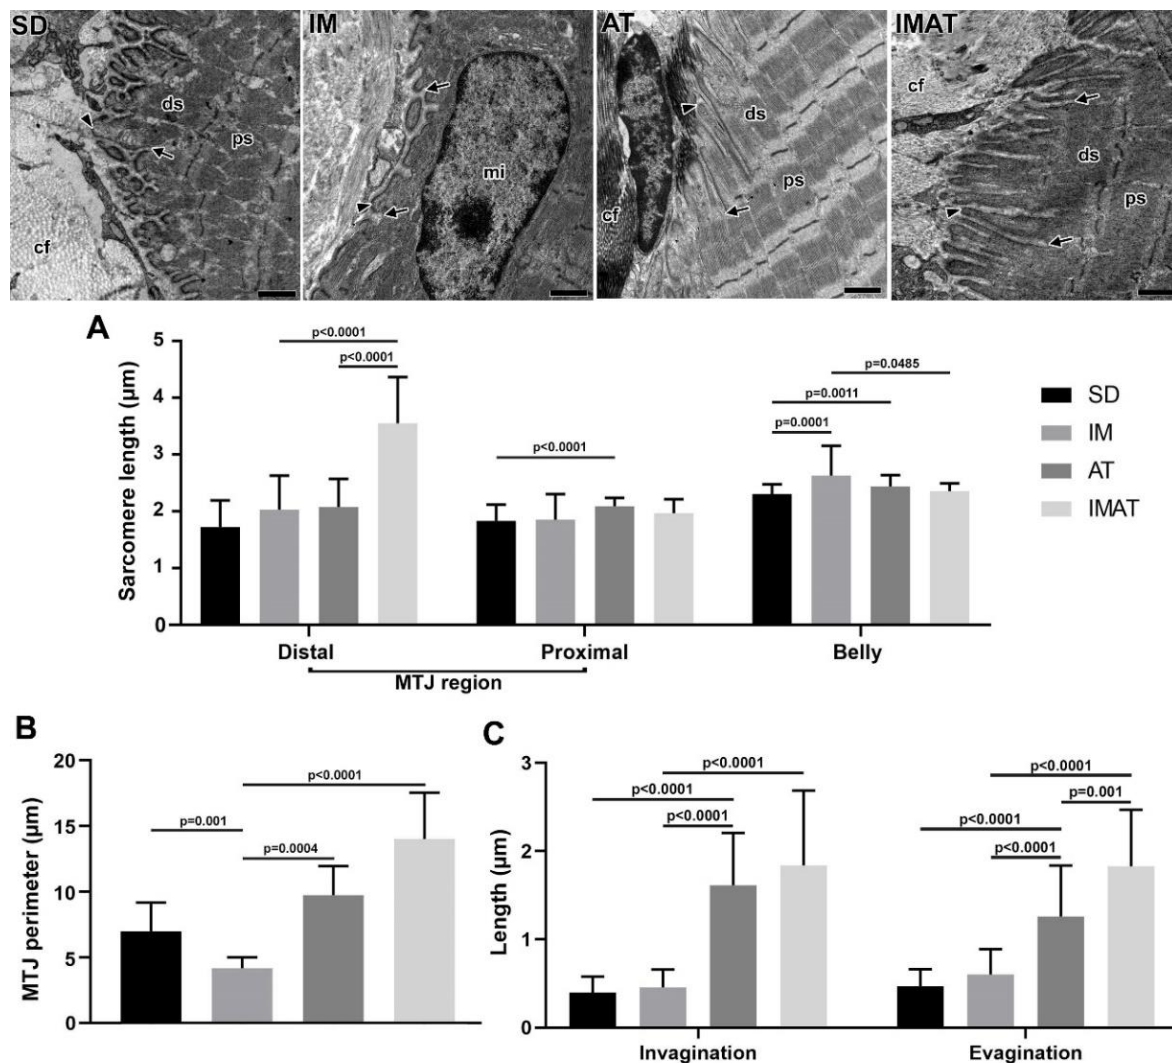 SD
IM
AT
IMAT
cf
ds
ps
mi
cf
ds
ps
cf
ds
ps
A
Sarcomere length (µm)
5
4
3
2
1
0
p<0.0001
p<0.0001
p<0.0001
p=0.0485
p=0.0011
p=0.0001
Distal
Proximal
Belly
MTJ region
SD
IM
AT
IMAT
B
MTJ perimeter (µm)
20
15
10
5
0
p<0.0001
p=0.001
p=0.0004
C
Length (µm)
3
2
1
0
p<0.0001
p<0.0001
p<0.0001
p<0.0001
p=0.001
p<0.0001
p<0.0001
Invagination
Evagination